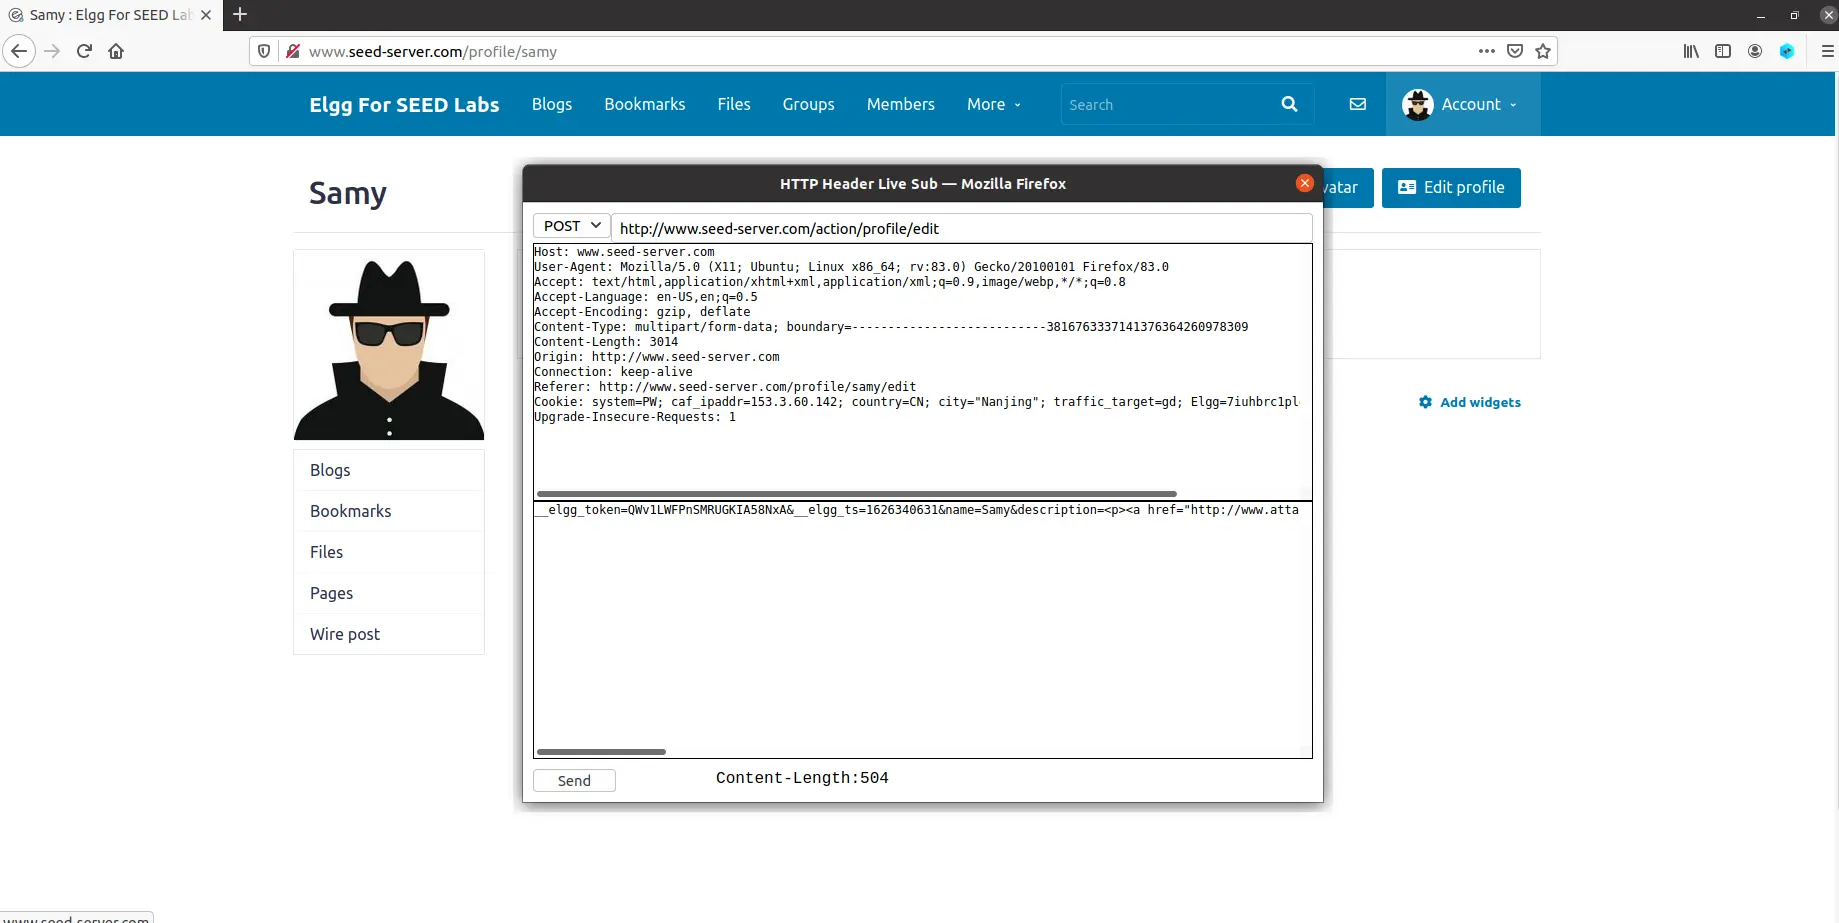 Samy : Elgg For SEED Lab
www.seed-server.com/profile/samy
Elgg For SEED Labs
Blogs
Bookmarks
Files
Groups
Members
More
Search
Account
Samy
vatar
Edit profile
HTTP Header Live Sub — Mozilla Firefox
POST
http://www.seed-server.com/action/profile/edit
Host: www.seed-server.com
User-Agent: Mozilla/5.0 (X11; Ubuntu; Linux x86_64; rv:83.0) Gecko/20100101 Firefox/83.0
Accept: text/html,application/xhtml+xml,application/xml;q=0.9,image/webp,*/*;q=0.8
Accept-Language: en-US,en;q=0.5
Accept-Encoding: gzip, deflate
Content-Type: multipart/form-data; boundary=---------------------------3816763337141376364260978309
Content-Length: 3014
Origin: http://www.seed-server.com
Connection: keep-alive
Referer: http://www.seed-server.com/profile/samy/edit
Cookie: system=PW; caf_ipaddr=153.3.60.142; country=CN; city="Nanjing"; traffic_target=gd; Elgg=7iuhbrc1pl
Upgrade-Insecure-Requests: 1
__elgg_token=QWv1LWFPnSMRUGKIA58NxA&__elgg_ts=1626340631&name=Samy&description=<p><a href="http://www.atta
Send
Content-Length:504
Add widgets
Blogs
Bookmarks
Files
Pages
Wire post
www.seed-server.com